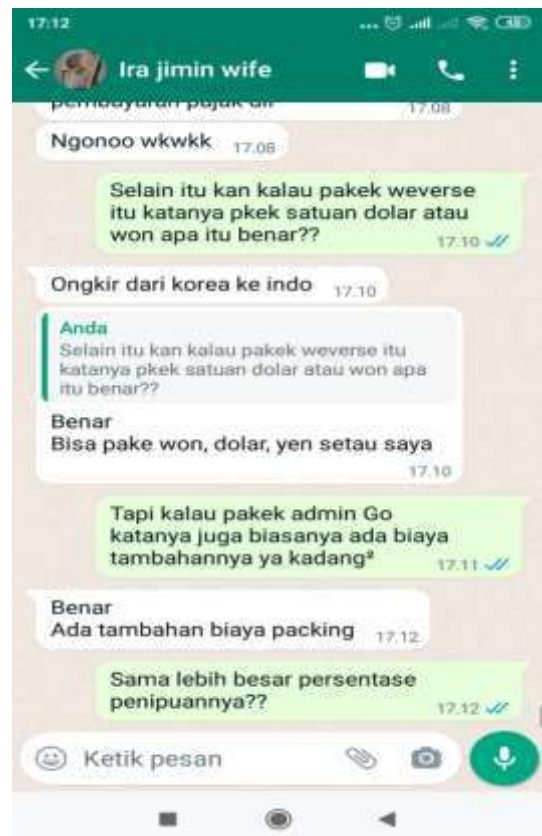 17:12
Ira jimin wife
17.08
Ngonoo wkwkk 17.08
Selain itu kan kalau pakek weverse
itu katanya pkek satuan dolar atau
won apa itu benar?? 17.10
Ongkir dari korea ke indo 17.10
Anda
Selain itu kan kalau pakek weverse itu
katanya pkek satuan dolar atau won apa
itu benar??
Benar
Bisa pake won, dolar, yen setau saya
17.10
Tapi kalau pakek admin Go
katanya juga biasanya ada biaya
tambahannya ya kadang² 17.11
Benar
Ada tambahan biaya packing 17.12
Sama lebih besar persentase
penipuannya?? 17.12
Ketik pesan